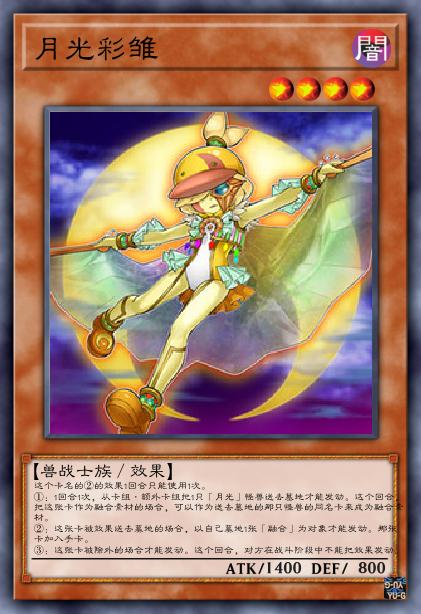 月光彩雏
闇
【兽战士族／效果】
这个卡名的②的效果1回合只能使用1次。
①：1回合1次，从卡组·额外卡组把1只「月光」怪兽送去墓地才能发动。这个回合，
把这张卡作为融合素材的场合，可以作为送去墓地的那只怪兽的同名卡来成为融合素
材。
②：这张卡被效果送去墓地的场合，以自己墓地1张「融合」为对象才能发动。那张
卡加入手卡。
③：这张卡被除外的场合才能发动。这个回合，对方在战斗阶段中不能把效果发动。
ATK/1400 DEF/ 800